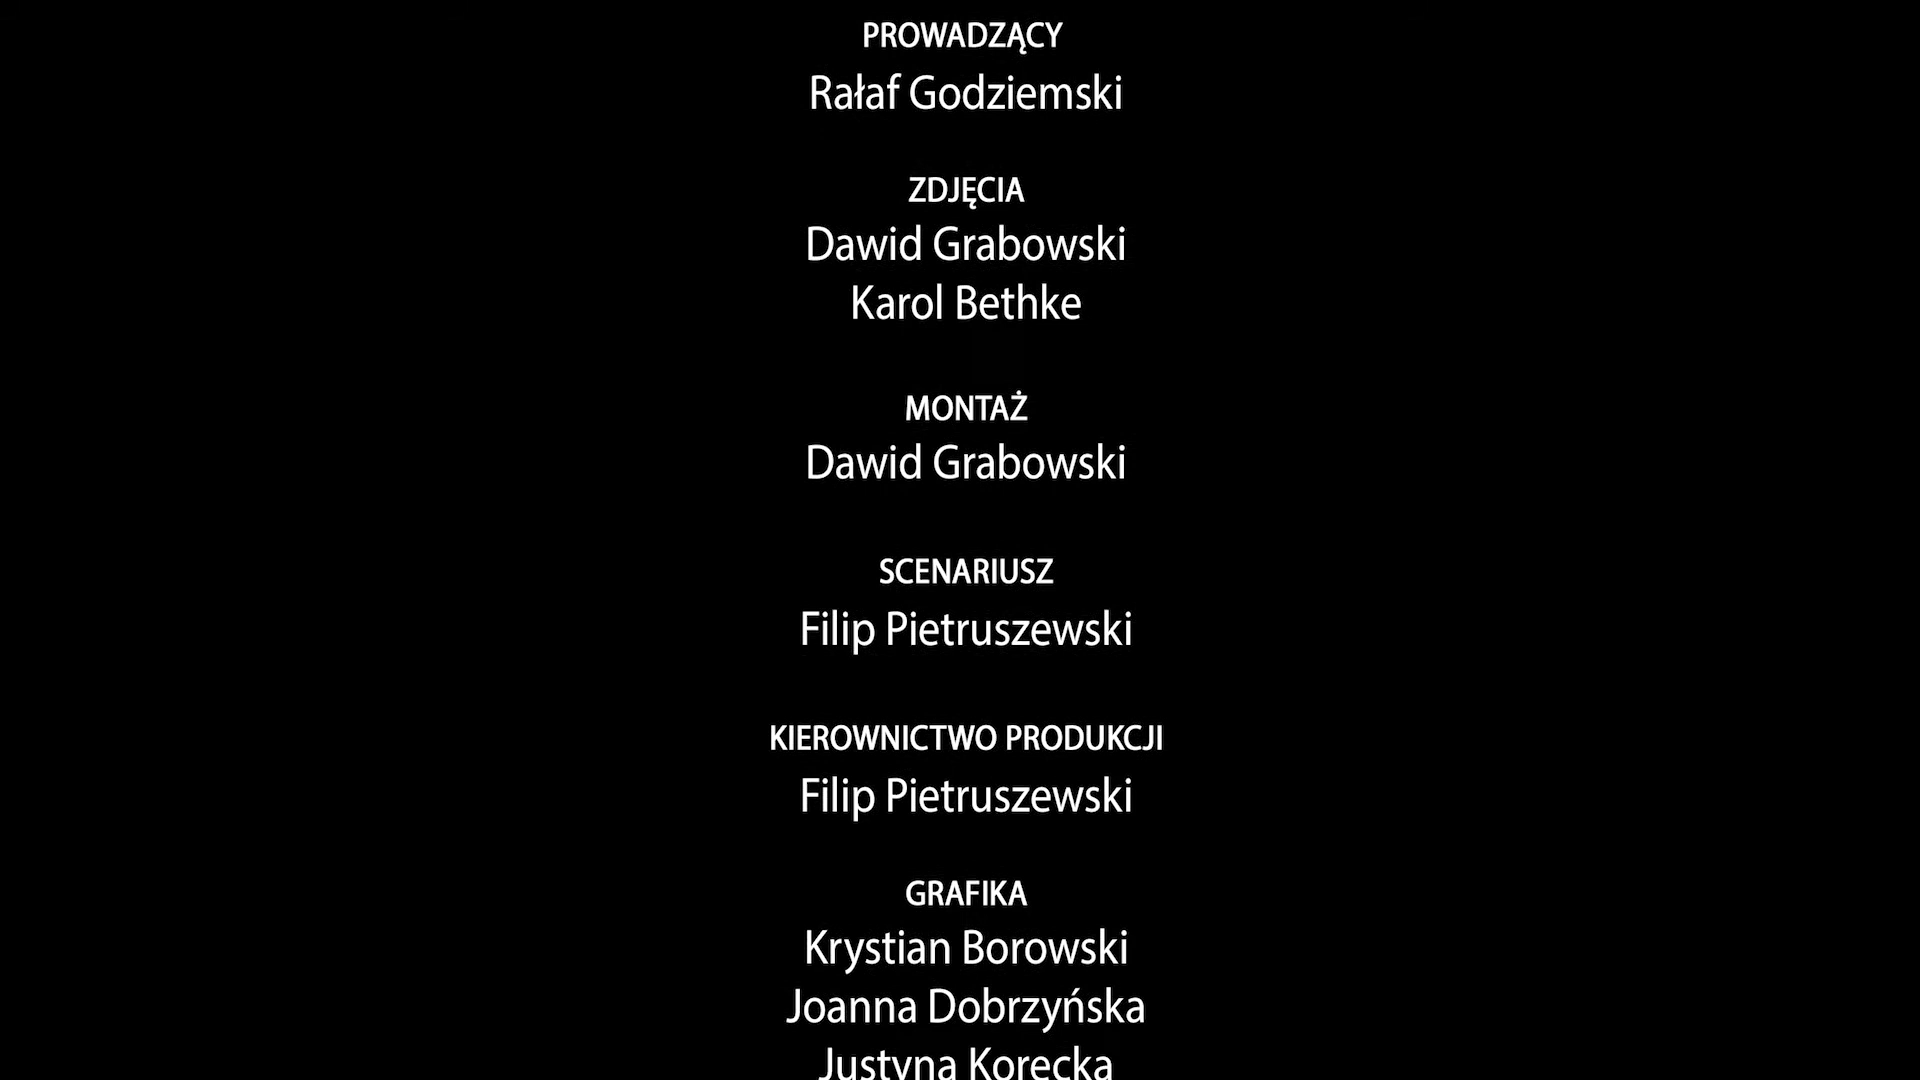 PROWADZĄCY
Rałaf Godziemski
ZDJĘCIA
Dawid Grabowski
Karol Bethke
MONTAŻ
Dawid Grabowski
SCENARIUSZ
Filip Pietruszewski
KIEROWNICTWO PRODUKCJI
Filip Pietruszewski
GRAFIKA
Krystian Borowski
Joanna Dobrzyńska
Justyna Korecka